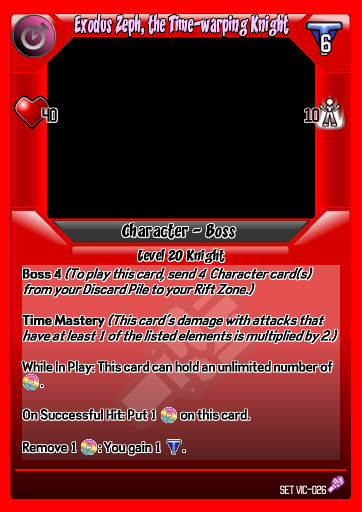 Exodus Zeph, the Time-warping Knight
6
40
10
Character - Boss
Level 20 Knight
Boss 4 (To play this card, send 4 Character card(s)
from your Discard Pile to your Rift Zone.)
Time Mastery (This card's damage with attacks that
have at least 1 of the listed elements is multiplied by 2.)
While In Play: This card can hold an unlimited number of
.
On Successful Hit: Put 1 on this card.
Remove 1 : You gain 1 .
SET VIC-026